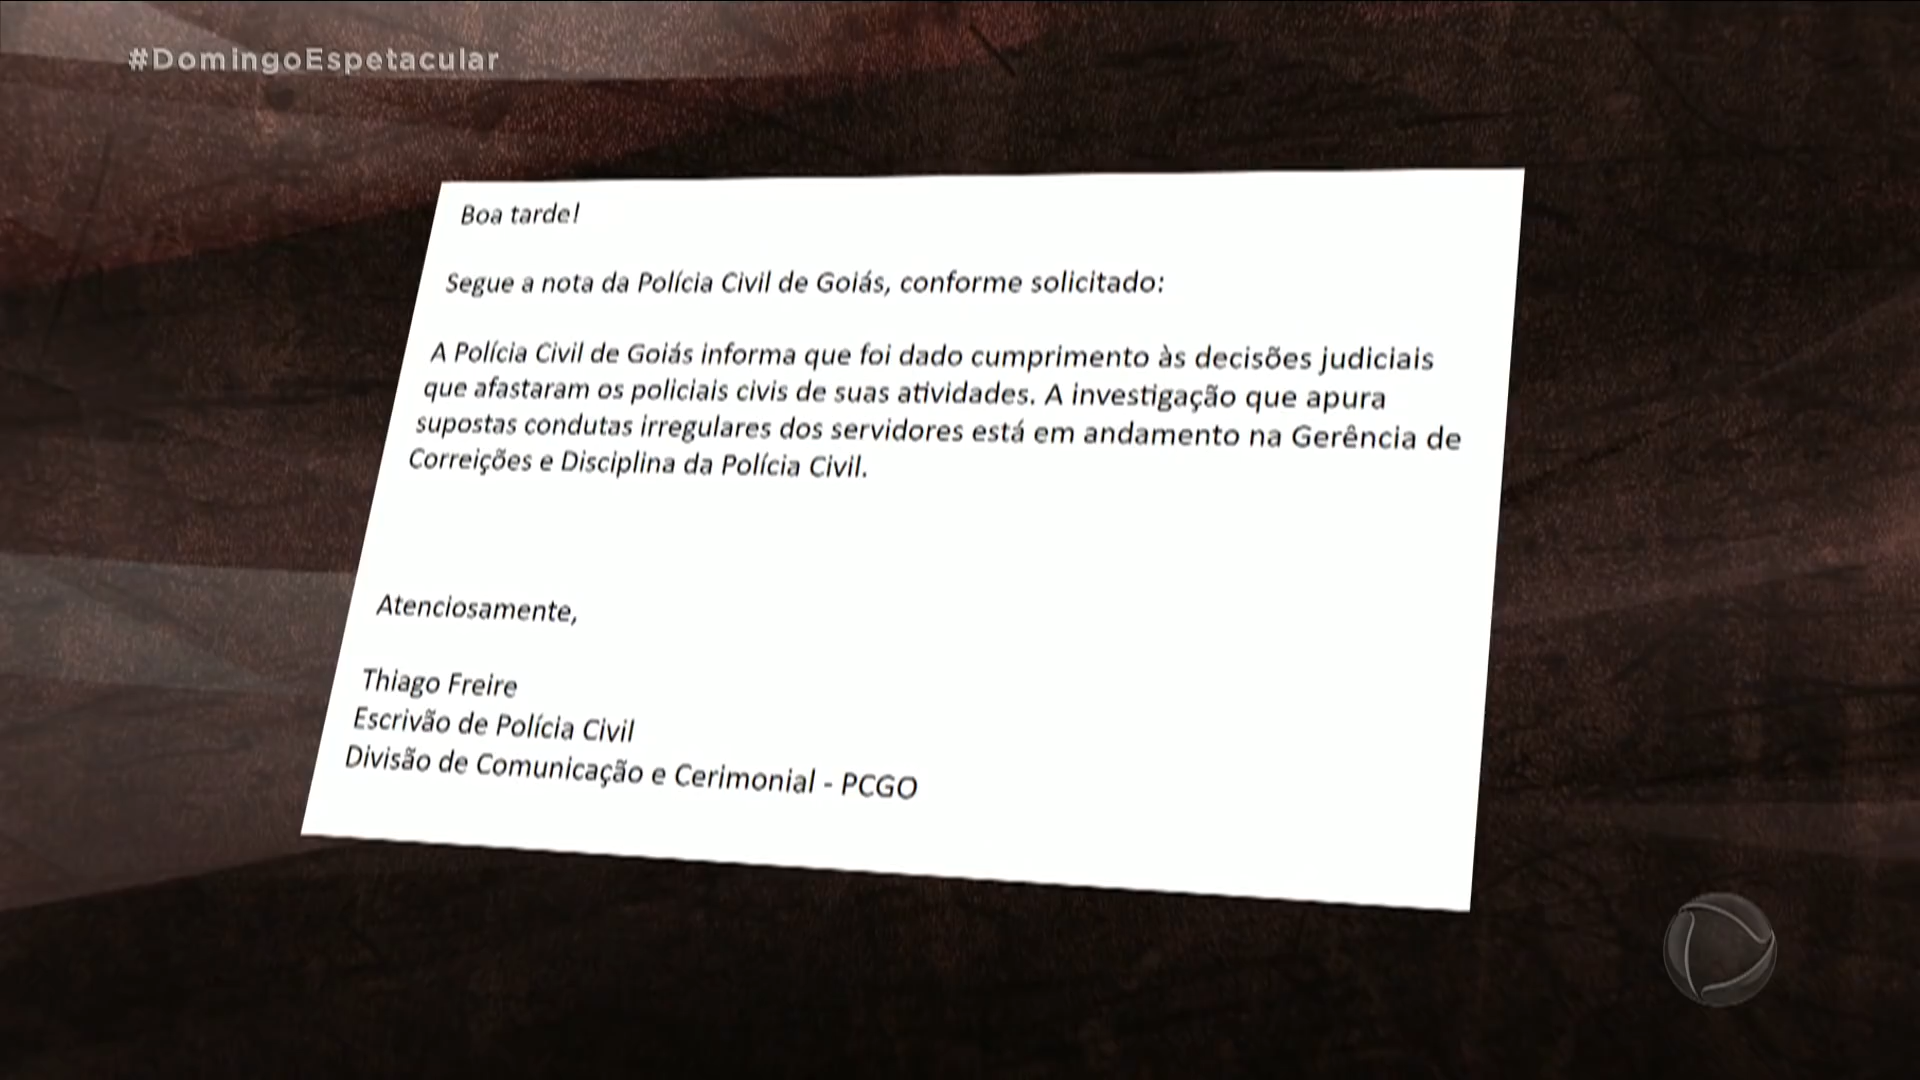 #DomingoEspetacular
Boa tarde!
Segue a nota da Polícia Civil de Goiás, conforme solicitado:
A Polícia Civil de Goiás informa que foi dado cumprimento às decisões judiciais
que afastaram os policiais civis de suas atividades. A investigação que apura
supostas condutas irregulares dos servidores está em andamento na Gerência de
Correições e Disciplina da Polícia Civil.
Atenciosamente,
Thiago Freire
Escrivão de Polícia Civil
Divisão de Comunicação e Cerimonial - PCGO